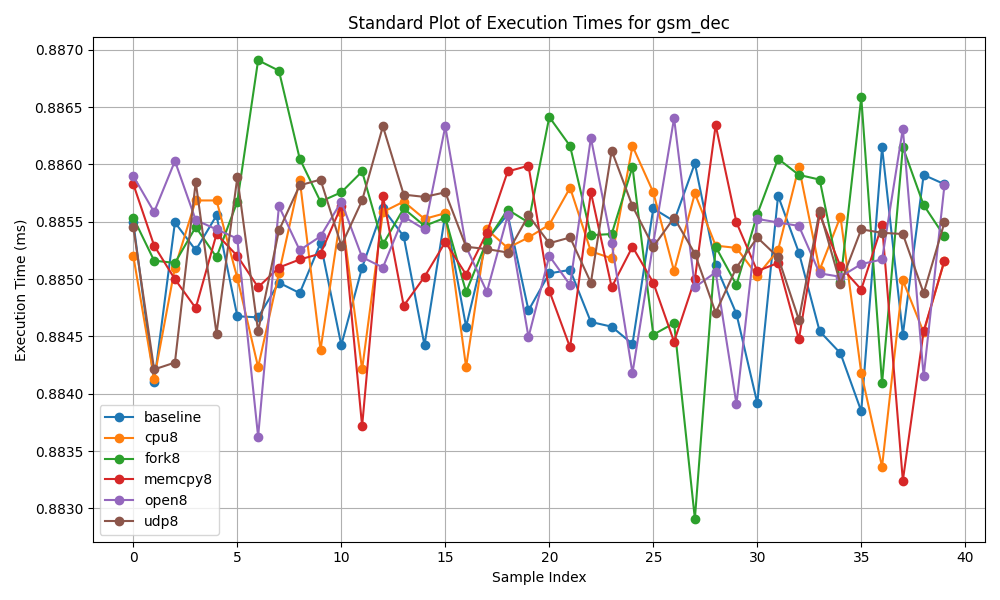 Standard Plot of Execution Times for gsm_dec
Execution Time (ms)
0.8870
0.8865
0.8860
0.8855
0.8850
0.8845
0.8840
0.8835
0.8830
baseline
cpu8
fork8
memcpy8
open8
udp8
0 5 10 15 20 25 30 35 40
Sample Index